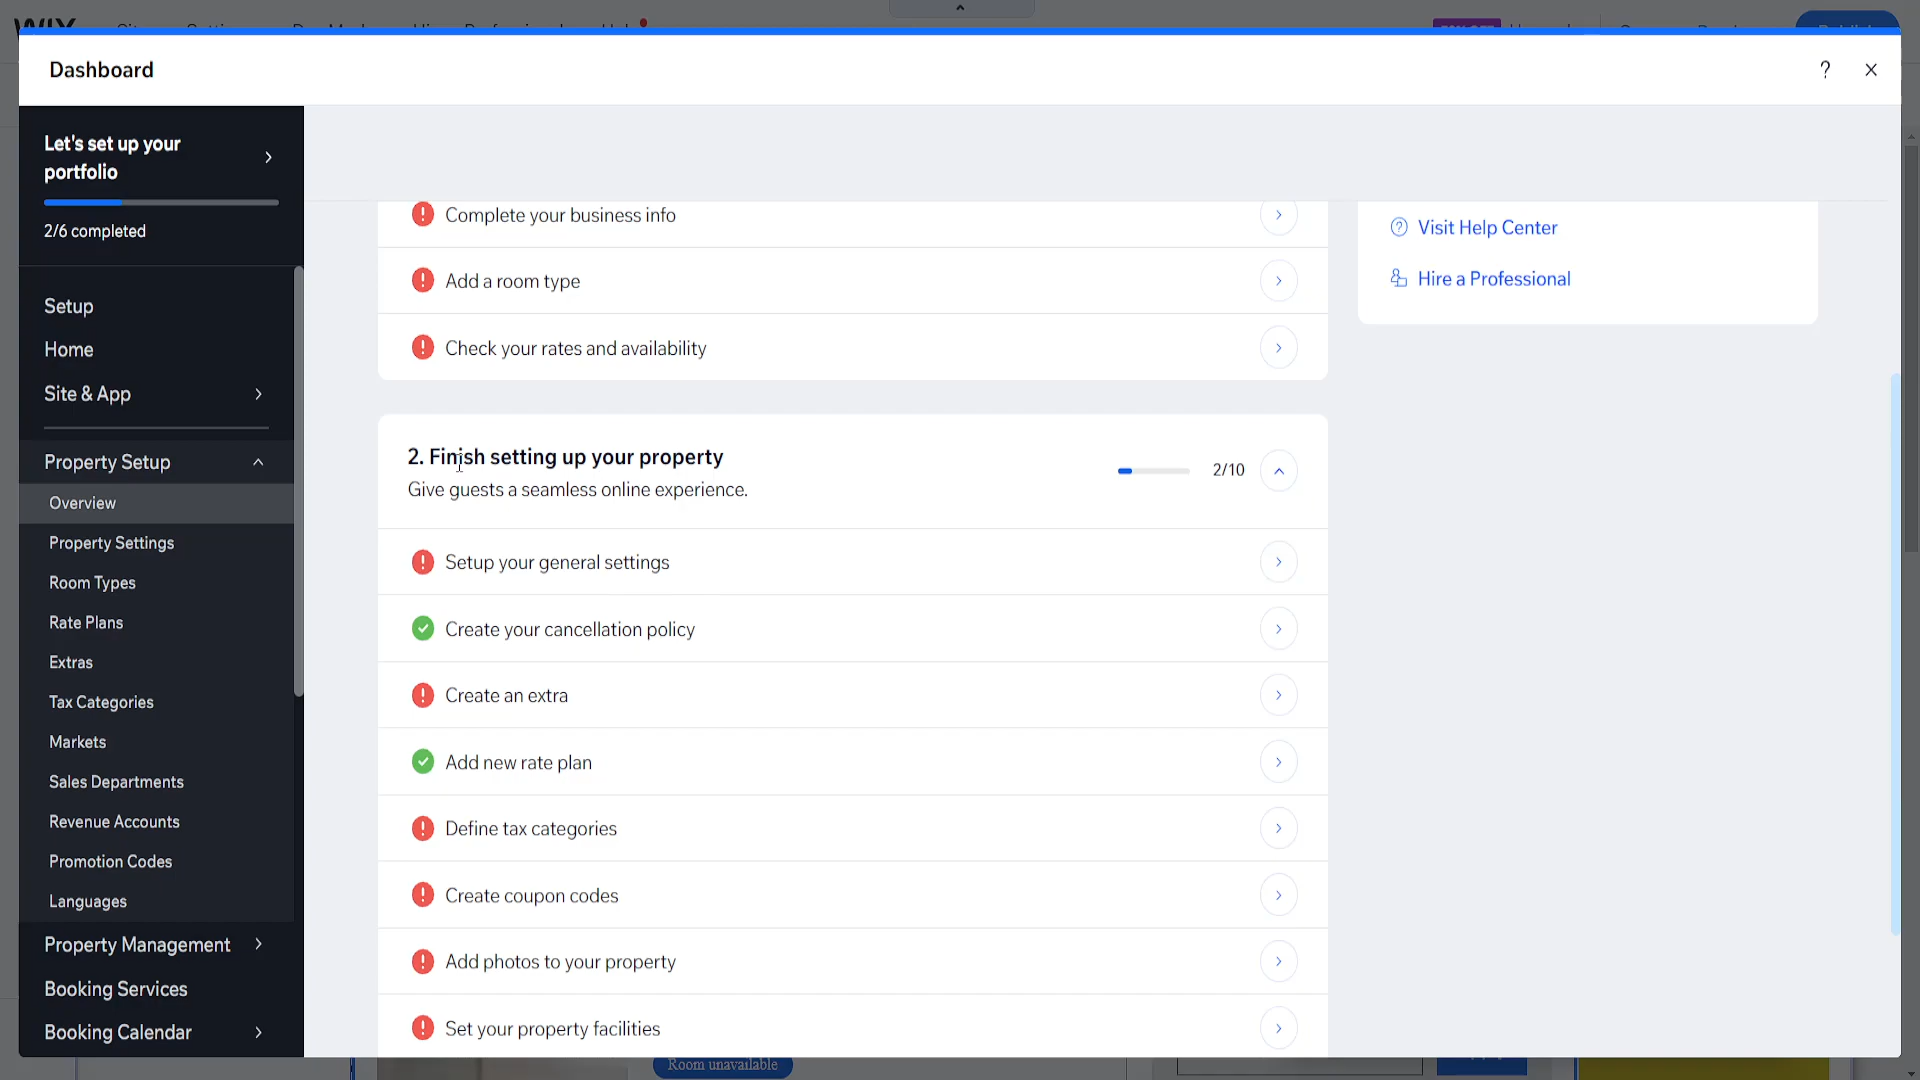 Dashboard
?
Let's set up your
portfolio
2/6 completed
Setup
Home
Site & App
Property Setup
Overview
Property Settings
Room Types
Rate Plans
Extras
Tax Categories
Markets
Sales Departments
Revenue Accounts
Promotion Codes
Languages
Property Management
Booking Services
Booking Calendar
Complete your business info
Add a room type
Check your rates and availability
2. Finish setting up your property
Give guests a seamless online experience.
2/10
Setup your general settings
Create your cancellation policy
Create an extra
Add new rate plan
Define tax categories
Create coupon codes
Add photos to your property
Set your property facilities
Visit Help Center
Hire a Professional
Room unavailable